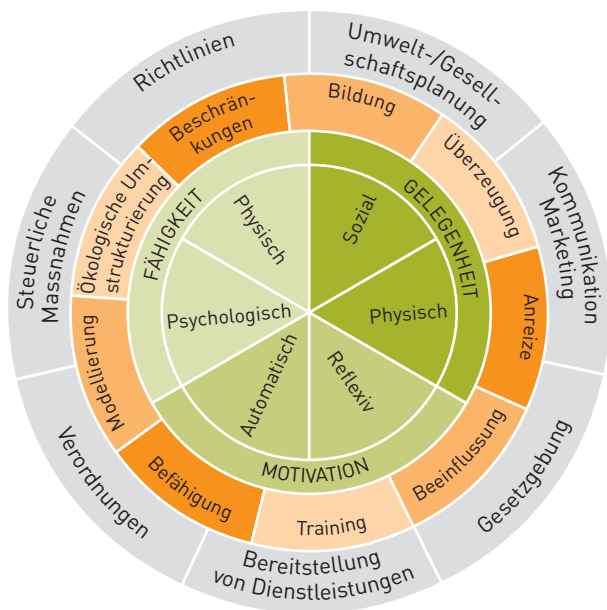 Richtlinien
Umwelt-/Gesell-
schaftsplanung
Kommunikation
Marketing
Gesetzgebung
Bereitstellung
von Dienstleistungen
Verordnungen
Steuerliche
Massnahmen
Beschrän-
kungen
Bildung
Überzeugung
Anreize
Beeinflussung
Training
Befähigung
Modellierung
Ökologische Um-
strukturierung
FÄHIGKEIT
GELEGENHEIT
MOTIVATION
Physisch
Sozial
Physisch
Reflexiv
Automatisch
Psychologisch